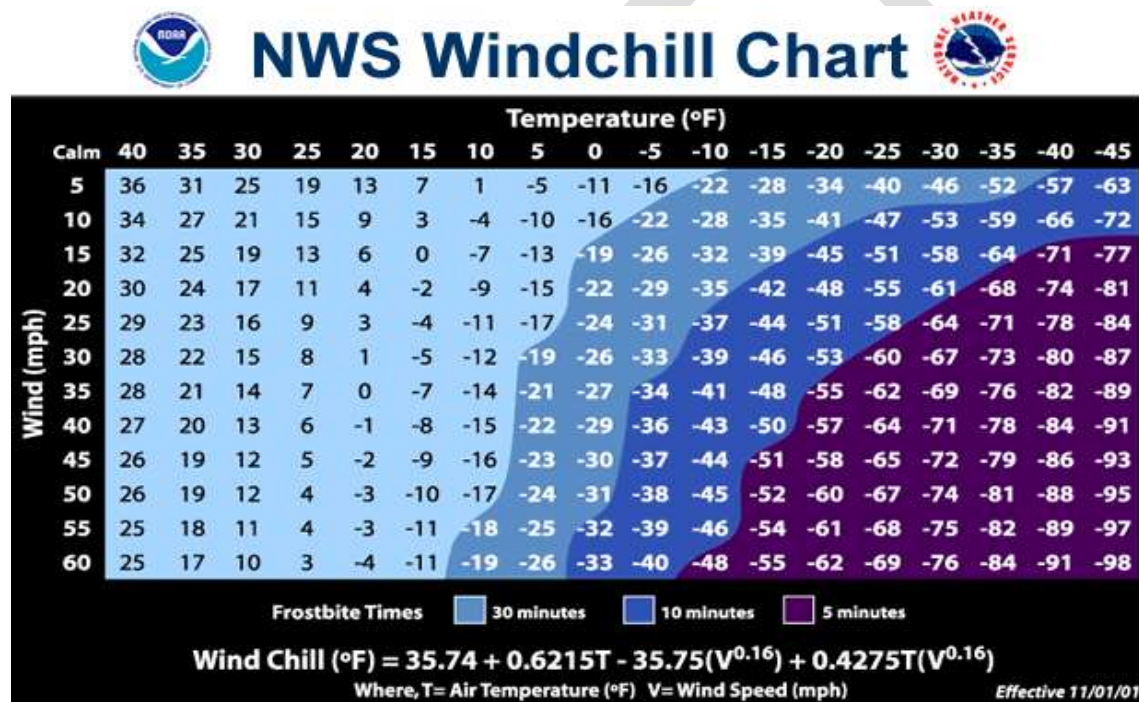 NWS Windchill Chart
NOAA
NATIONAL WEATHER SERVICE
Temperature (ºF)
Calm 40 35 30 25 20 15 10 5 0 -5 -10 -15 -20 -25 -30 -35 -40 -45
Wind (mph)
5 36 31 25 19 13 7 1 -5 -11 -16 -22 -28 -34 -40 -46 -52 -57 -63
10 34 27 21 15 9 3 -4 -10 -16 -22 -28 -35 -41 -47 -53 -59 -66 -72
15 32 25 19 13 6 0 -7 -13 -19 -26 -32 -39 -45 -51 -58 -64 -71 -77
20 30 24 17 11 4 -2 -9 -15 -22 -29 -35 -42 -48 -55 -61 -68 -74 -81
25 29 23 16 9 3 -4 -11 -17 -24 -31 -37 -44 -51 -58 -64 -71 -78 -84
30 28 22 15 8 1 -5 -12 -19 -26 -33 -39 -46 -53 -60 -67 -73 -80 -87
35 28 21 14 7 0 -7 -14 -21 -27 -34 -41 -48 -55 -62 -69 -76 -82 -89
40 27 20 13 6 -1 -8 -15 -22 -29 -36 -43 -50 -57 -64 -71 -78 -84 -91
45 26 19 12 5 -2 -9 -16 -23 -30 -37 -44 -51 -58 -65 -72 -79 -86 -93
50 26 19 12 4 -3 -10 -17 -24 -31 -38 -45 -52 -60 -67 -74 -81 -88 -95
55 25 18 11 4 -3 -11 -18 -25 -32 -39 -46 -54 -61 -68 -75 -82 -89 -97
60 25 17 10 3 -4 -11 -19 -26 -33 -40 -48 -55 -62 -69 -76 -84 -91 -98
Frostbite Times 30 minutes 10 minutes 5 minutes
Wind Chill (ºF) = 35.74 + 0.6215T - 35.75(V^0.16) + 0.4275T(V^0.16)
Where, T= Air Temperature (ºF) V= Wind Speed (mph) Effective 11/01/01